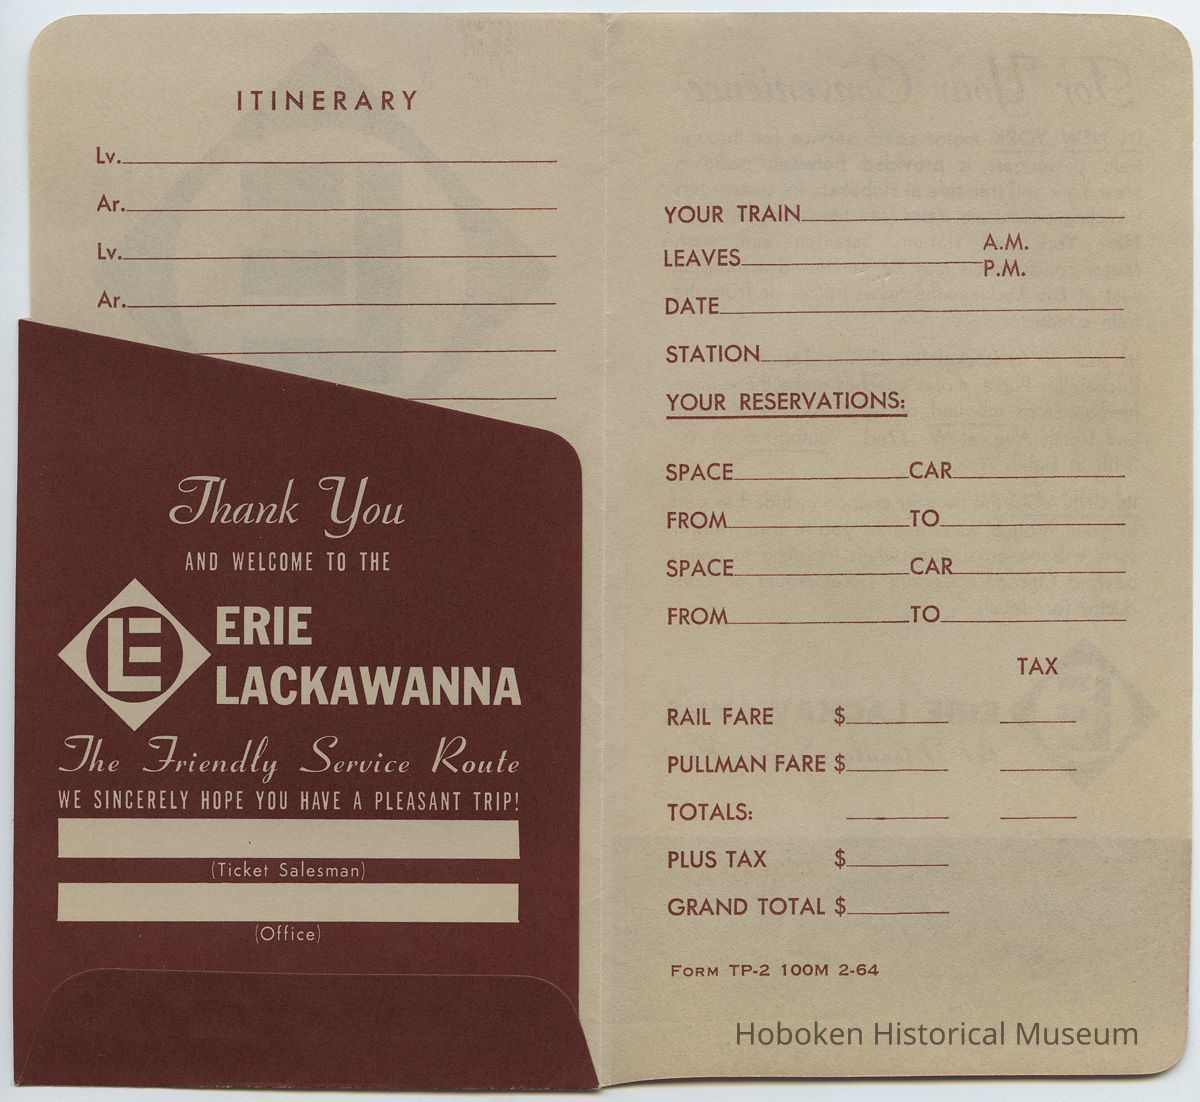 ITINERARY
Lv.
Ar.
Lv.
Ar.
Thank You
AND WELCOME TO THE
E
ERIE
LACKAWANNA
The Friendly Service Route
WE SINCERELY HOPE YOU HAVE A PLEASANT TRIP!
(Ticket Salesman)
(Office)
YOUR TRAIN
LEAVES A.M.
P.M.
DATE
STATION
YOUR RESERVATIONS:
SPACE CAR
FROM TO
SPACE CAR
FROM TO
TAX
RAIL FARE $
PULLMAN FARE $
TOTALS:
PLUS TAX $
GRAND TOTAL $
FORM TP-2 100M 2-64
Hoboken Historical Museum